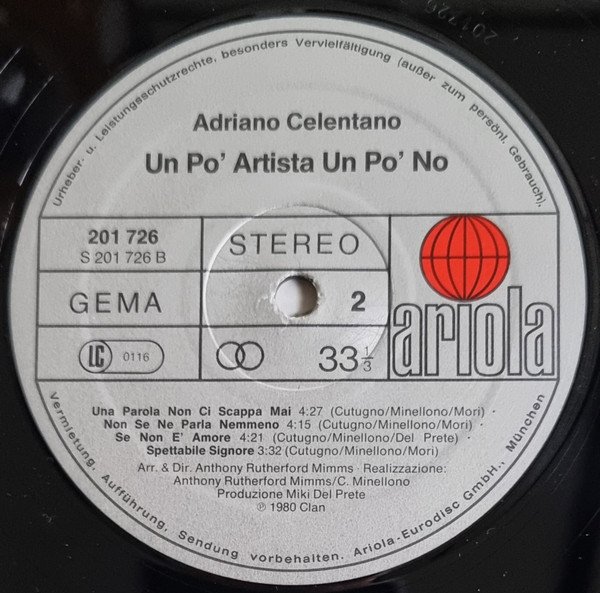 Urheber- u. Leistungsschutzrechte, besonders Vervielfältigung (außer zum persönl. Gebrauch),
Adriano Celentano
Un Po' Artista Un Po' No
201 726
S 201 726 B
STEREO
GEMA
2
LC 0116
33 1/3
ariola
Una Parola Non Ci Scappa Mai 4:27 (Cutugno/Minellono/Mori) ·
Non Se Ne Parla Nemmeno 4:15 (Cutugno/Minellono/Mori) ·
Se Non E' Amore 4:21 (Cutugno/Minellono/Del Prete) ·
Spettabile Signore 3:32 (Cutugno/Minellono/Mori)
Arr. & Dir. Anthony Rutherford Mimms · Realizzazione:
Anthony Rutherford Mimms/C. Minellono
Produzione Miki Del Prete
℗ 1980 Clan
Vermietung, Aufführung, Sendung vorbehalten. Ariola-Eurodisc GmbH., München
201726